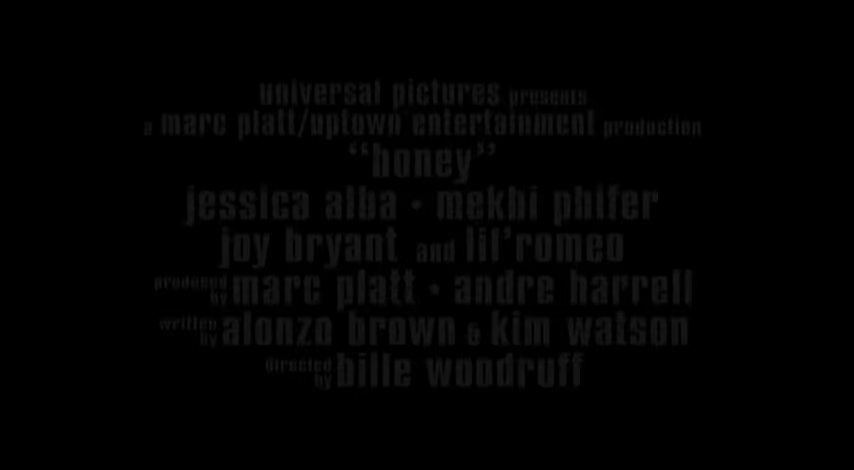 universal pictures presents
a marc platt/uptown entertainment production
“honey”
jessica alba • mekhi phifer
joy bryant and lil’romeo
produced by marc platt • andre harrell
written by alonzo brown & kim watson
directed by bille woodruff